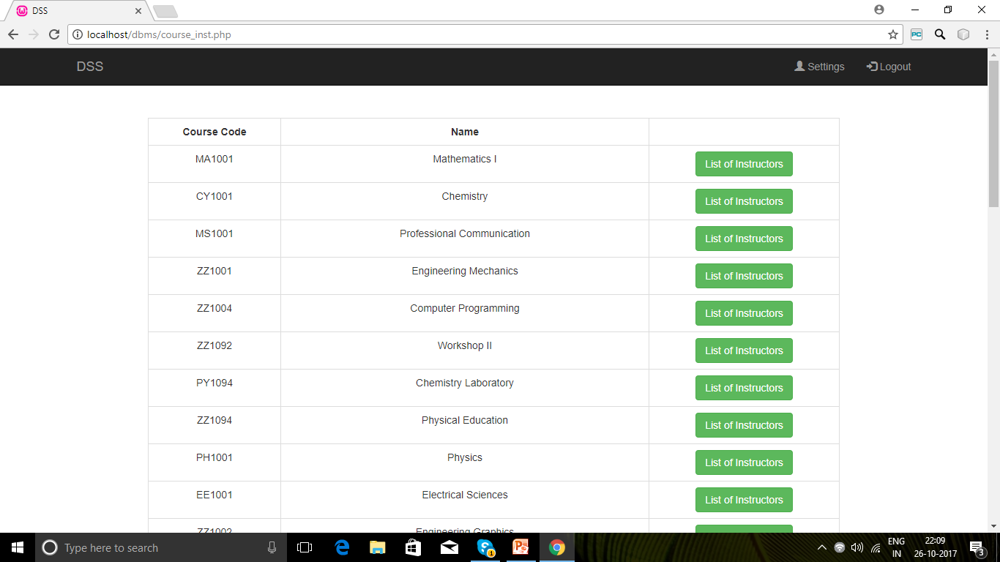 DSS
localhost/dbms/course_inst.php
PC
DSS Settings Logout
Course Code Name
MA1001 Mathematics I List of Instructors
CY1001 Chemistry List of Instructors
MS1001 Professional Communication List of Instructors
ZZ1001 Engineering Mechanics List of Instructors
ZZ1004 Computer Programming List of Instructors
ZZ1092 Workshop II List of Instructors
PY1094 Chemistry Laboratory List of Instructors
ZZ1094 Physical Education List of Instructors
PH1001 Physics List of Instructors
EE1001 Electrical Sciences List of Instructors
ZZ1002 Engineering Graphics
Type here to search
1
ENG 22:09
IN 26-10-2017 3